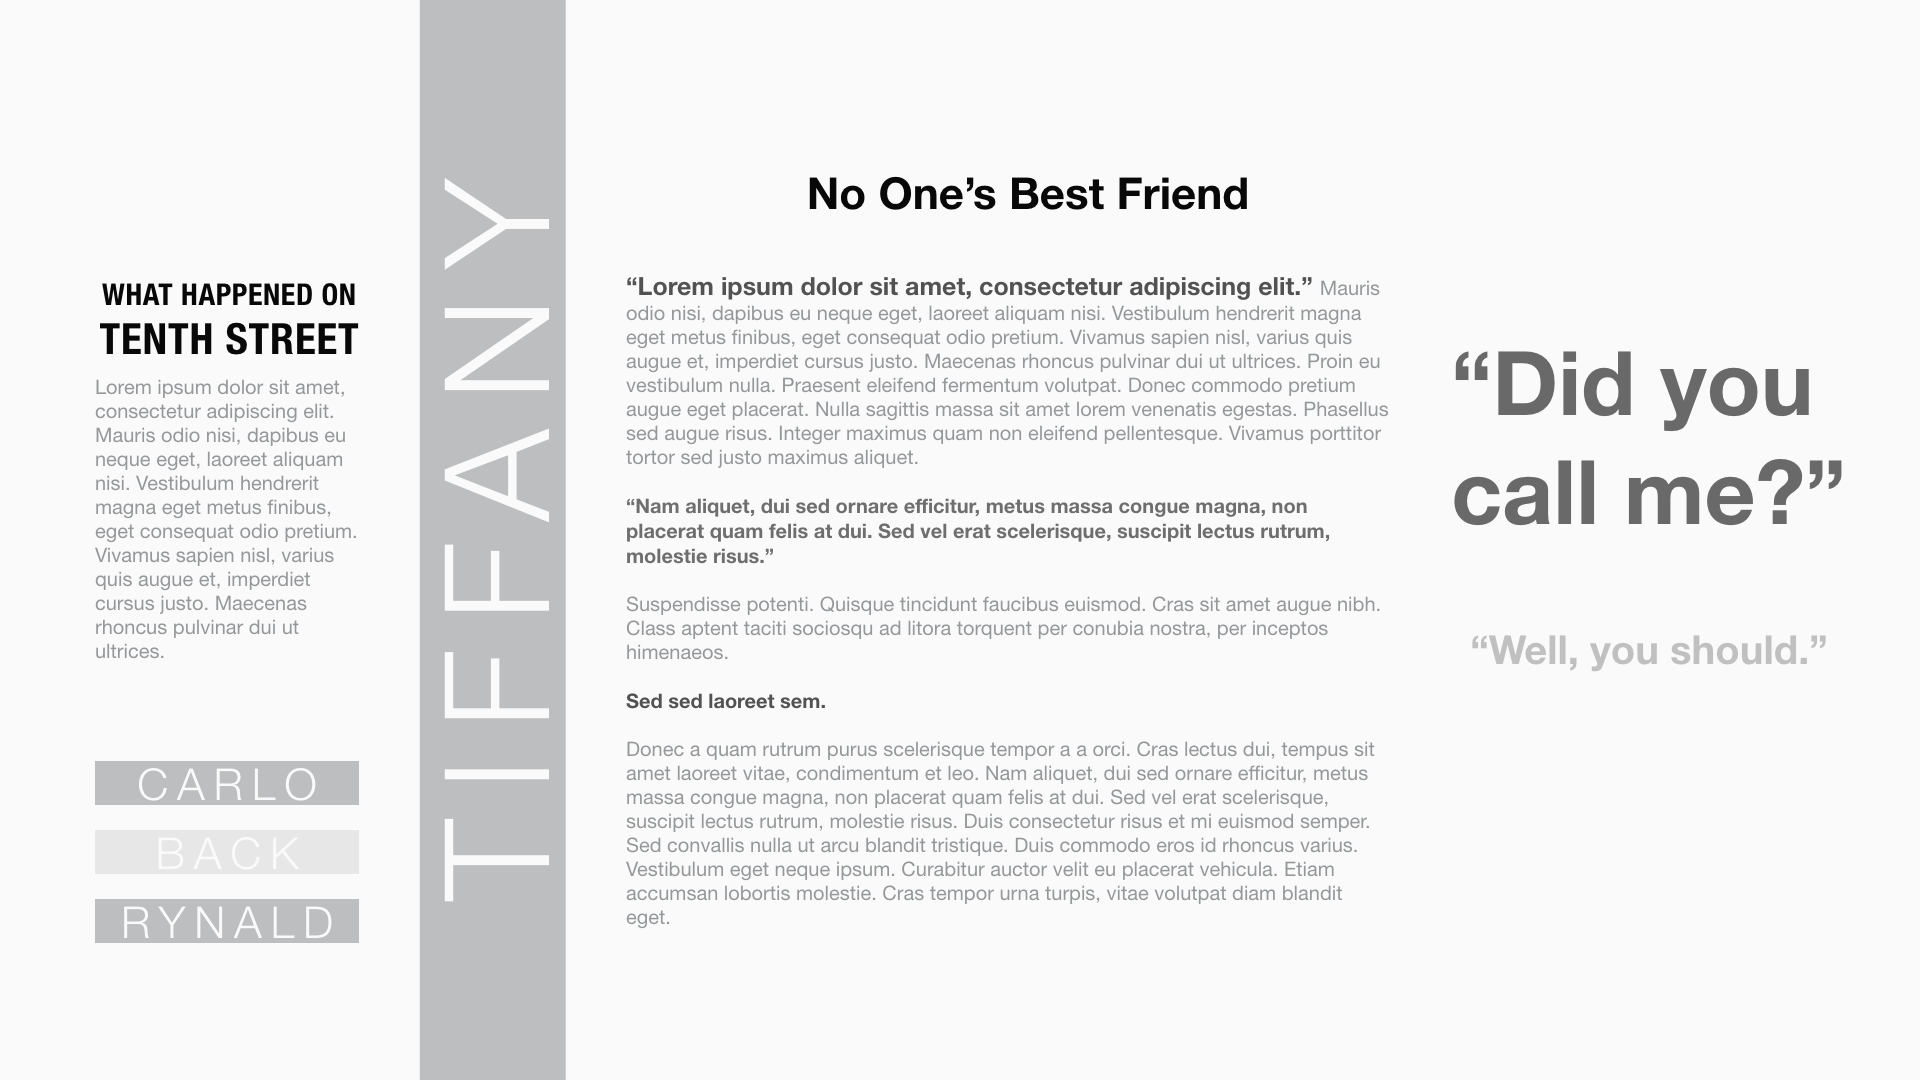 WHAT HAPPENED ON
TENTH STREET
Lorem ipsum dolor sit amet,
consectetur adipiscing elit.
Mauris odio nisi, dapibus eu
neque eget, laoreet aliquam
nisi. Vestibulum hendrerit
magna eget metus finibus,
eget consequat odio pretium.
Vivamus sapien nisl, varius
quis augue et, imperdiet
cursus justo. Maecenas
rhoncus pulvinar dui ut
ultrices.
CARLO
BACK
RYNALD
TIFFANY
No One’s Best Friend
“Lorem ipsum dolor sit amet, consectetur adipiscing elit.” Mauris
odio nisi, dapibus eu neque eget, laoreet aliquam nisi. Vestibulum hendrerit magna
eget metus finibus, eget consequat odio pretium. Vivamus sapien nisl, varius quis
augue et, imperdiet cursus justo. Maecenas rhoncus pulvinar dui ut ultrices. Proin eu
vestibulum nulla. Praesent eleifend fermentum volutpat. Donec commodo pretium
augue eget placerat. Nulla sagittis massa sit amet lorem venenatis egestas. Phasellus
sed augue risus. Integer maximus quam non eleifend pellentesque. Vivamus porttitor
tortor sed justo maximus aliquet.
“Nam aliquet, dui sed ornare efficitur, metus massa congue magna, non
placerat quam felis at dui. Sed vel erat scelerisque, suscipit lectus rutrum,
molestie risus.”
Suspendisse potenti. Quisque tincidunt faucibus euismod. Cras sit amet augue nibh.
Class aptent taciti sociosqu ad litora torquent per conubia nostra, per inceptos
himenaeos.
Sed sed laoreet sem.
Donec a quam rutrum purus scelerisque tempor a a orci. Cras lectus dui, tempus sit
amet laoreet vitae, condimentum et leo. Nam aliquet, dui sed ornare efficitur, metus
massa congue magna, non placerat quam felis at dui. Sed vel erat scelerisque,
suscipit lectus rutrum, molestie risus. Duis consectetur risus et mi euismod semper.
Sed convallis nulla ut arcu blandit tristique. Duis commodo eros id rhoncus varius.
Vestibulum eget neque ipsum. Curabitur auctor velit eu placerat vehicula. Etiam
accumsan lobortis molestie. Cras tempor urna turpis, vitae volutpat diam blandit
eget.
“Did you
call me?”
“Well, you should.”